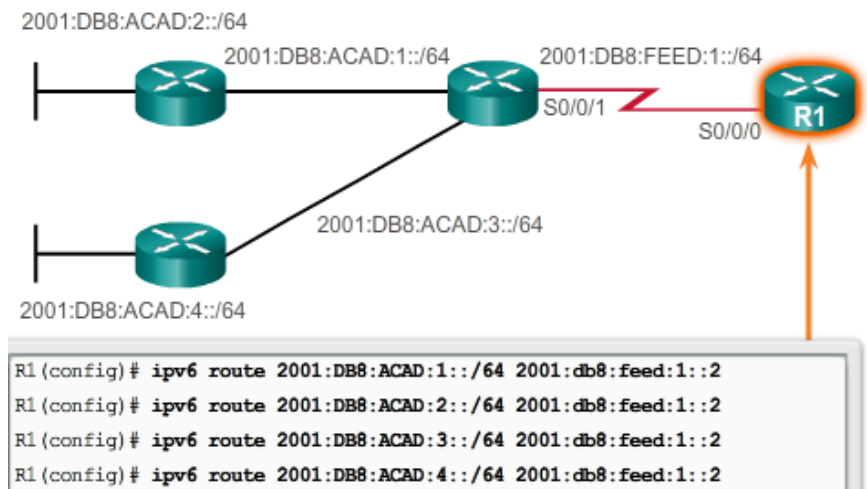 2001:DB8:ACAD:2::/64
2001:DB8:ACAD:1::/64
2001:DB8:FEED:1::/64
S0/0/1
R1
S0/0/0
2001:DB8:ACAD:3::/64
2001:DB8:ACAD:4::/64
R1(config)# ipv6 route 2001:DB8:ACAD:1::/64 2001:db8:feed:1::2
R1(config)# ipv6 route 2001:DB8:ACAD:2::/64 2001:db8:feed:1::2
R1(config)# ipv6 route 2001:DB8:ACAD:3::/64 2001:db8:feed:1::2
R1(config)# ipv6 route 2001:DB8:ACAD:4::/64 2001:db8:feed:1::2